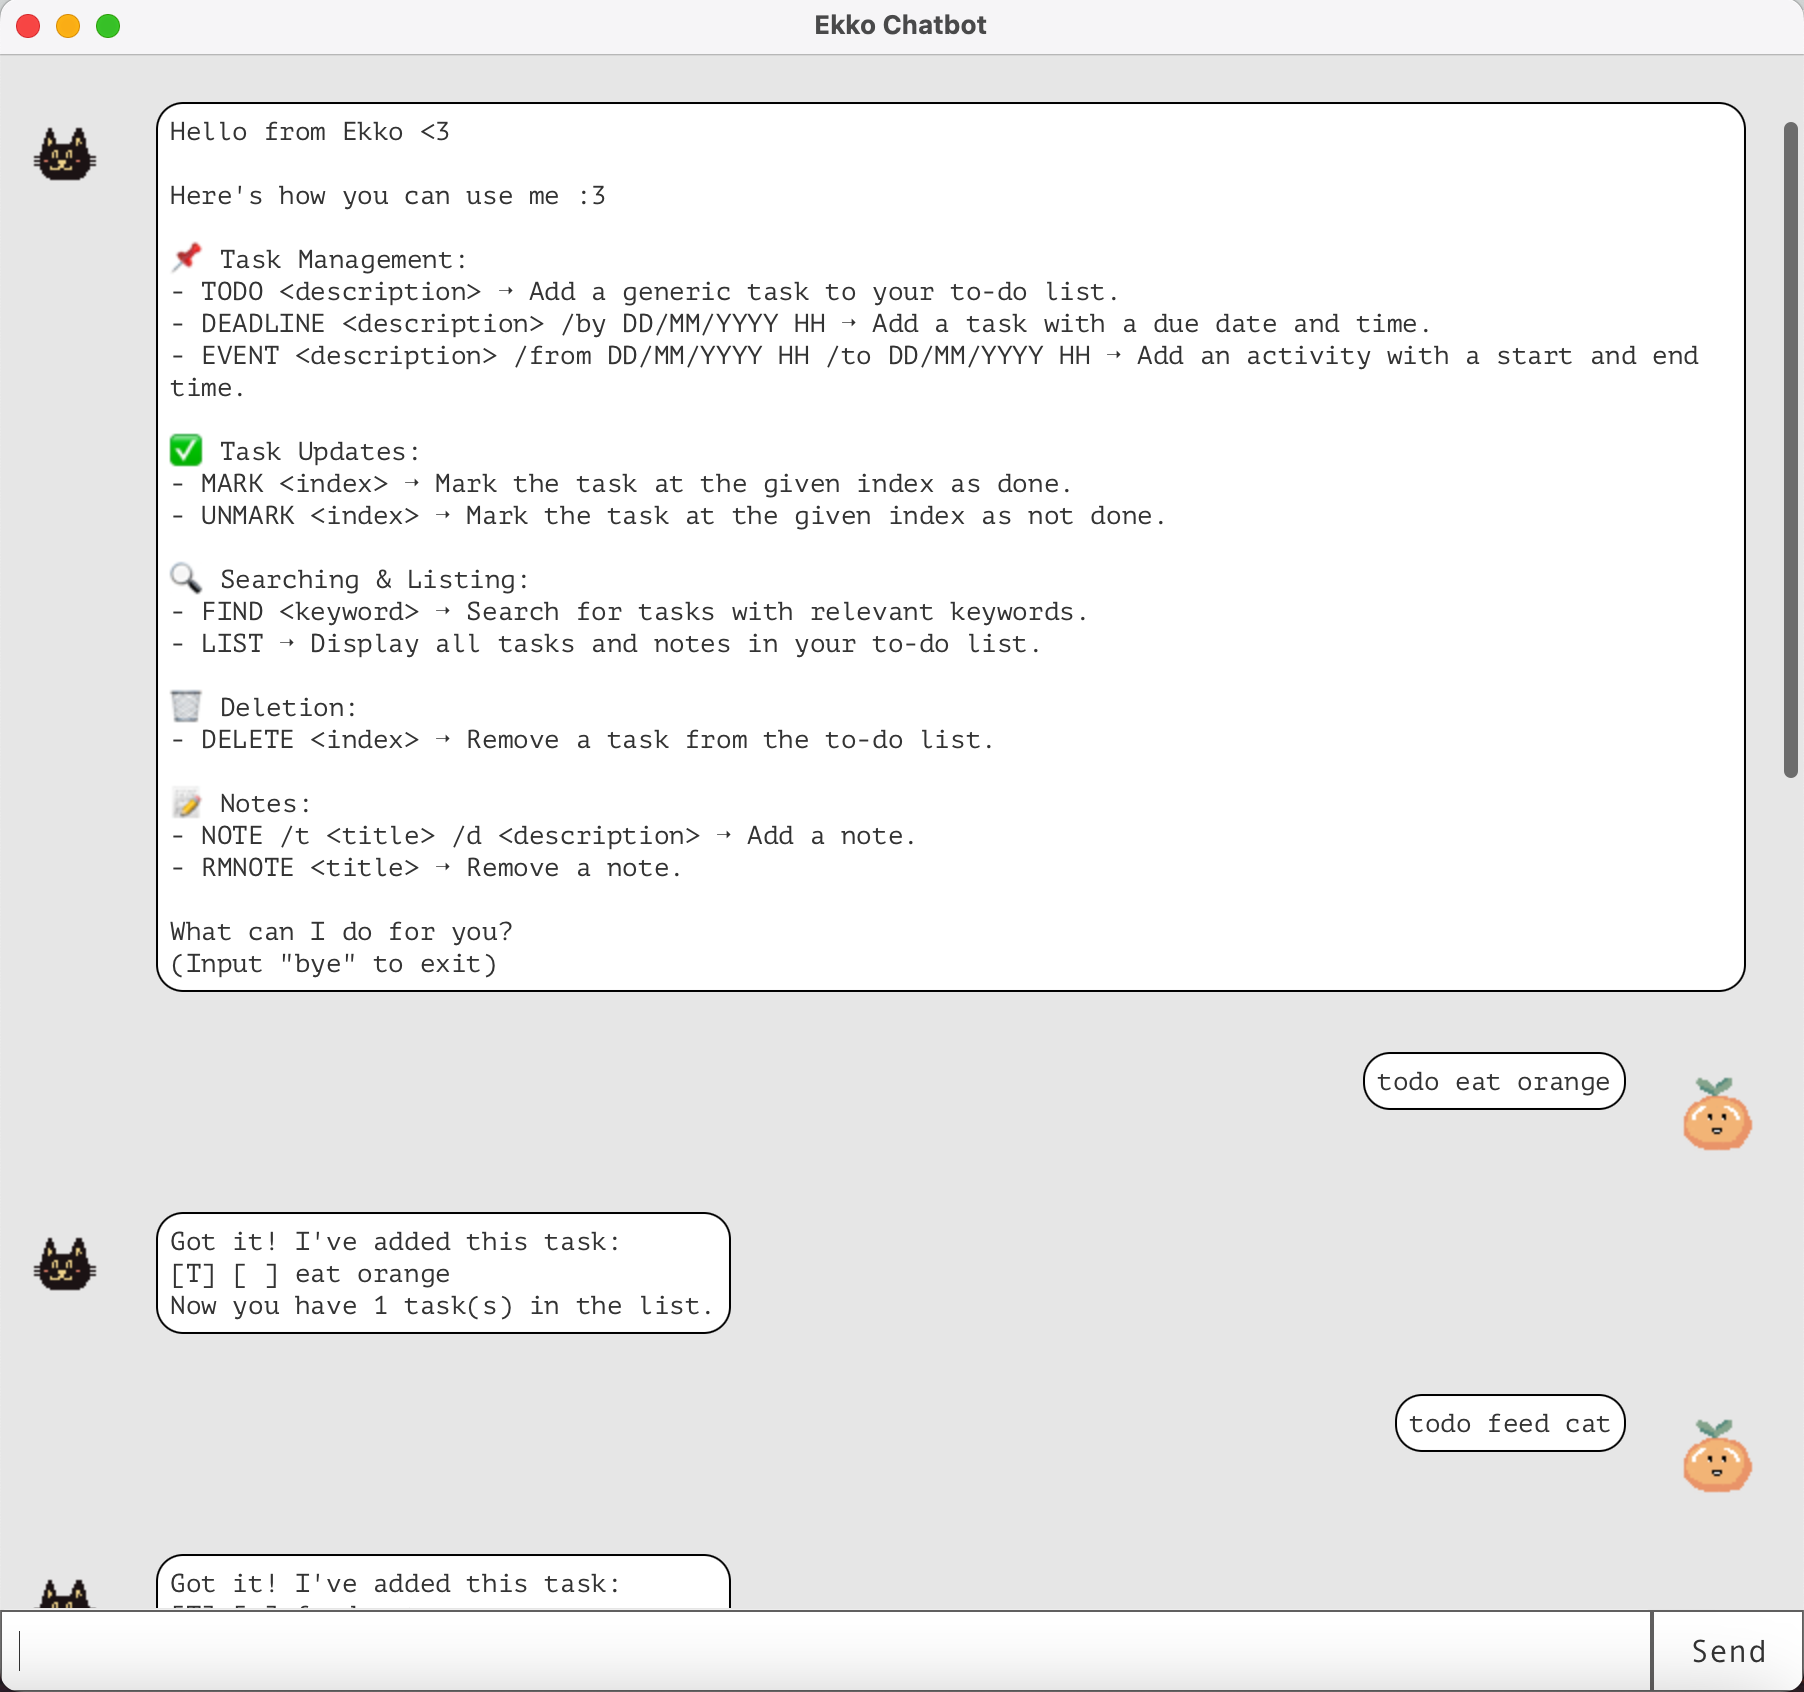 Ekko Chatbot
Hello from Ekko <3
Here's how you can use me :3
📌 Task Management:
- TODO <description> → Add a generic task to your to-do list.
- DEADLINE <description> /by DD/MM/YYYY HH → Add a task with a due date and time.
- EVENT <description> /from DD/MM/YYYY HH /to DD/MM/YYYY HH → Add an activity with a start and end
time.
✅ Task Updates:
- MARK <index> → Mark the task at the given index as done.
- UNMARK <index> → Mark the task at the given index as not done.
🔍 Searching & Listing:
- FIND <keyword> → Search for tasks with relevant keywords.
- LIST → Display all tasks and notes in your to-do list.
🗑️ Deletion:
- DELETE <index> → Remove a task from the to-do list.
📝 Notes:
- NOTE /t <title> /d <description> → Add a note.
- RMNOTE <title> → Remove a note.
What can I do for you?
(Input "bye" to exit)
todo eat orange
Got it! I've added this task:
[T] [ ] eat orange
Now you have 1 task(s) in the list.
todo feed cat
Got it! I've added this task:
Send